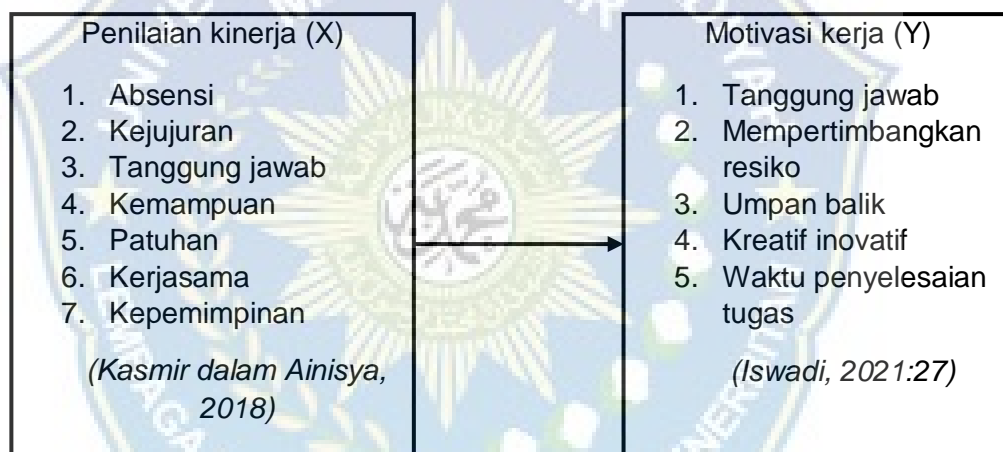 Penilaian kinerja (X)
1. Absensi
2. Kejujuran
3. Tanggung jawab
4. Kemampuan
5. Patuhan
6. Kerjasama
7. Kepemimpinan
(Kasmir dalam Ainisya,
2018)
Motivasi kerja (Y)
1. Tanggung jawab
2. Mempertimbangkan
resiko
3. Umpan balik
4. Kreatif inovatif
5. Waktu penyelesaian
tugas
(Iswadi, 2021:27)